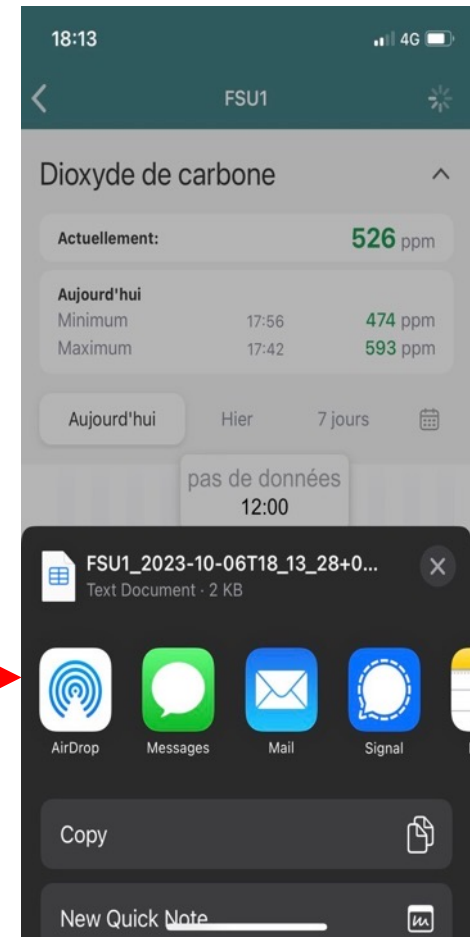 18:13 4G
FSU1
Dioxyde de carbone
Actuellement: 526 ppm
Aujourd'hui
Minimum 17:56 474 ppm
Maximum 17:42 593 ppm
Aujourd'hui Hier 7 jours
pas de données
12:00
FSU1_2023-10-06T18_13_28+0...
Text Document · 2 KB
AirDrop Messages Mail Signal
Copy
New Quick Note